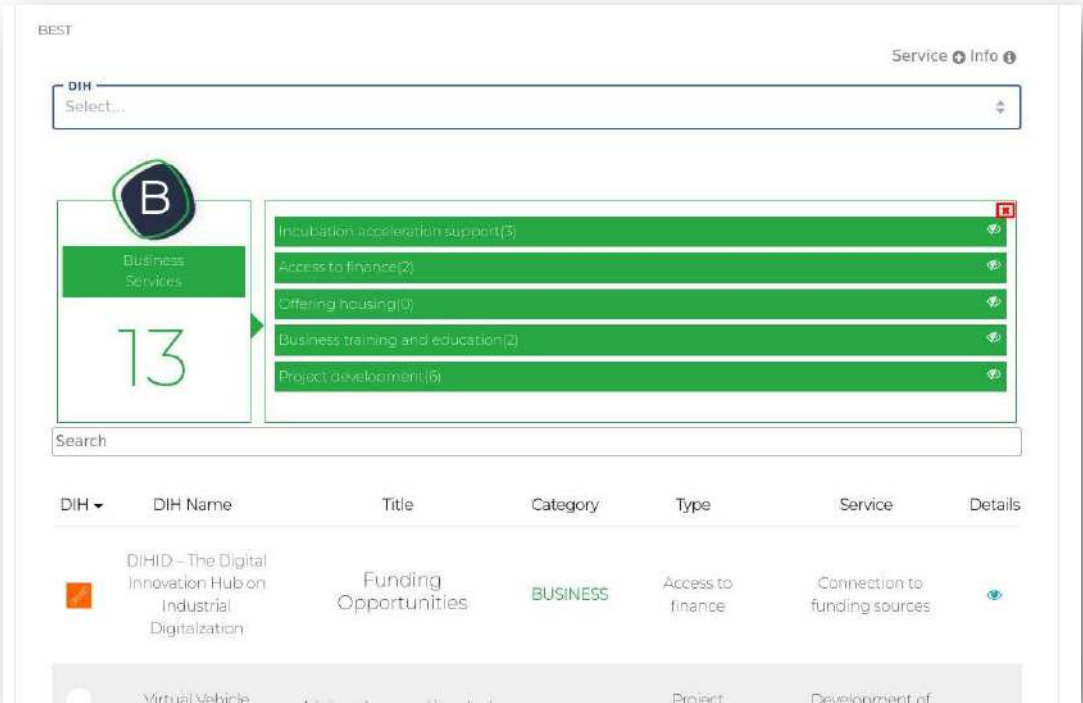 BEST
Service Info
DIH
Select...
B
Business
Services
13
Incubation acceleration support(3)
Access to finance(2)
Offering housing(0)
Business training and education(2)
Project development(6)
Search
DIH DIH Name Title Category Type Service Details
DIHID – The Digital
Innovation Hub on
Industrial
Digitalzation
Funding
Opportunities
BUSINESS
Access to
finance
Connection to
funding sources
Virtual Vehicle
Project
Development of